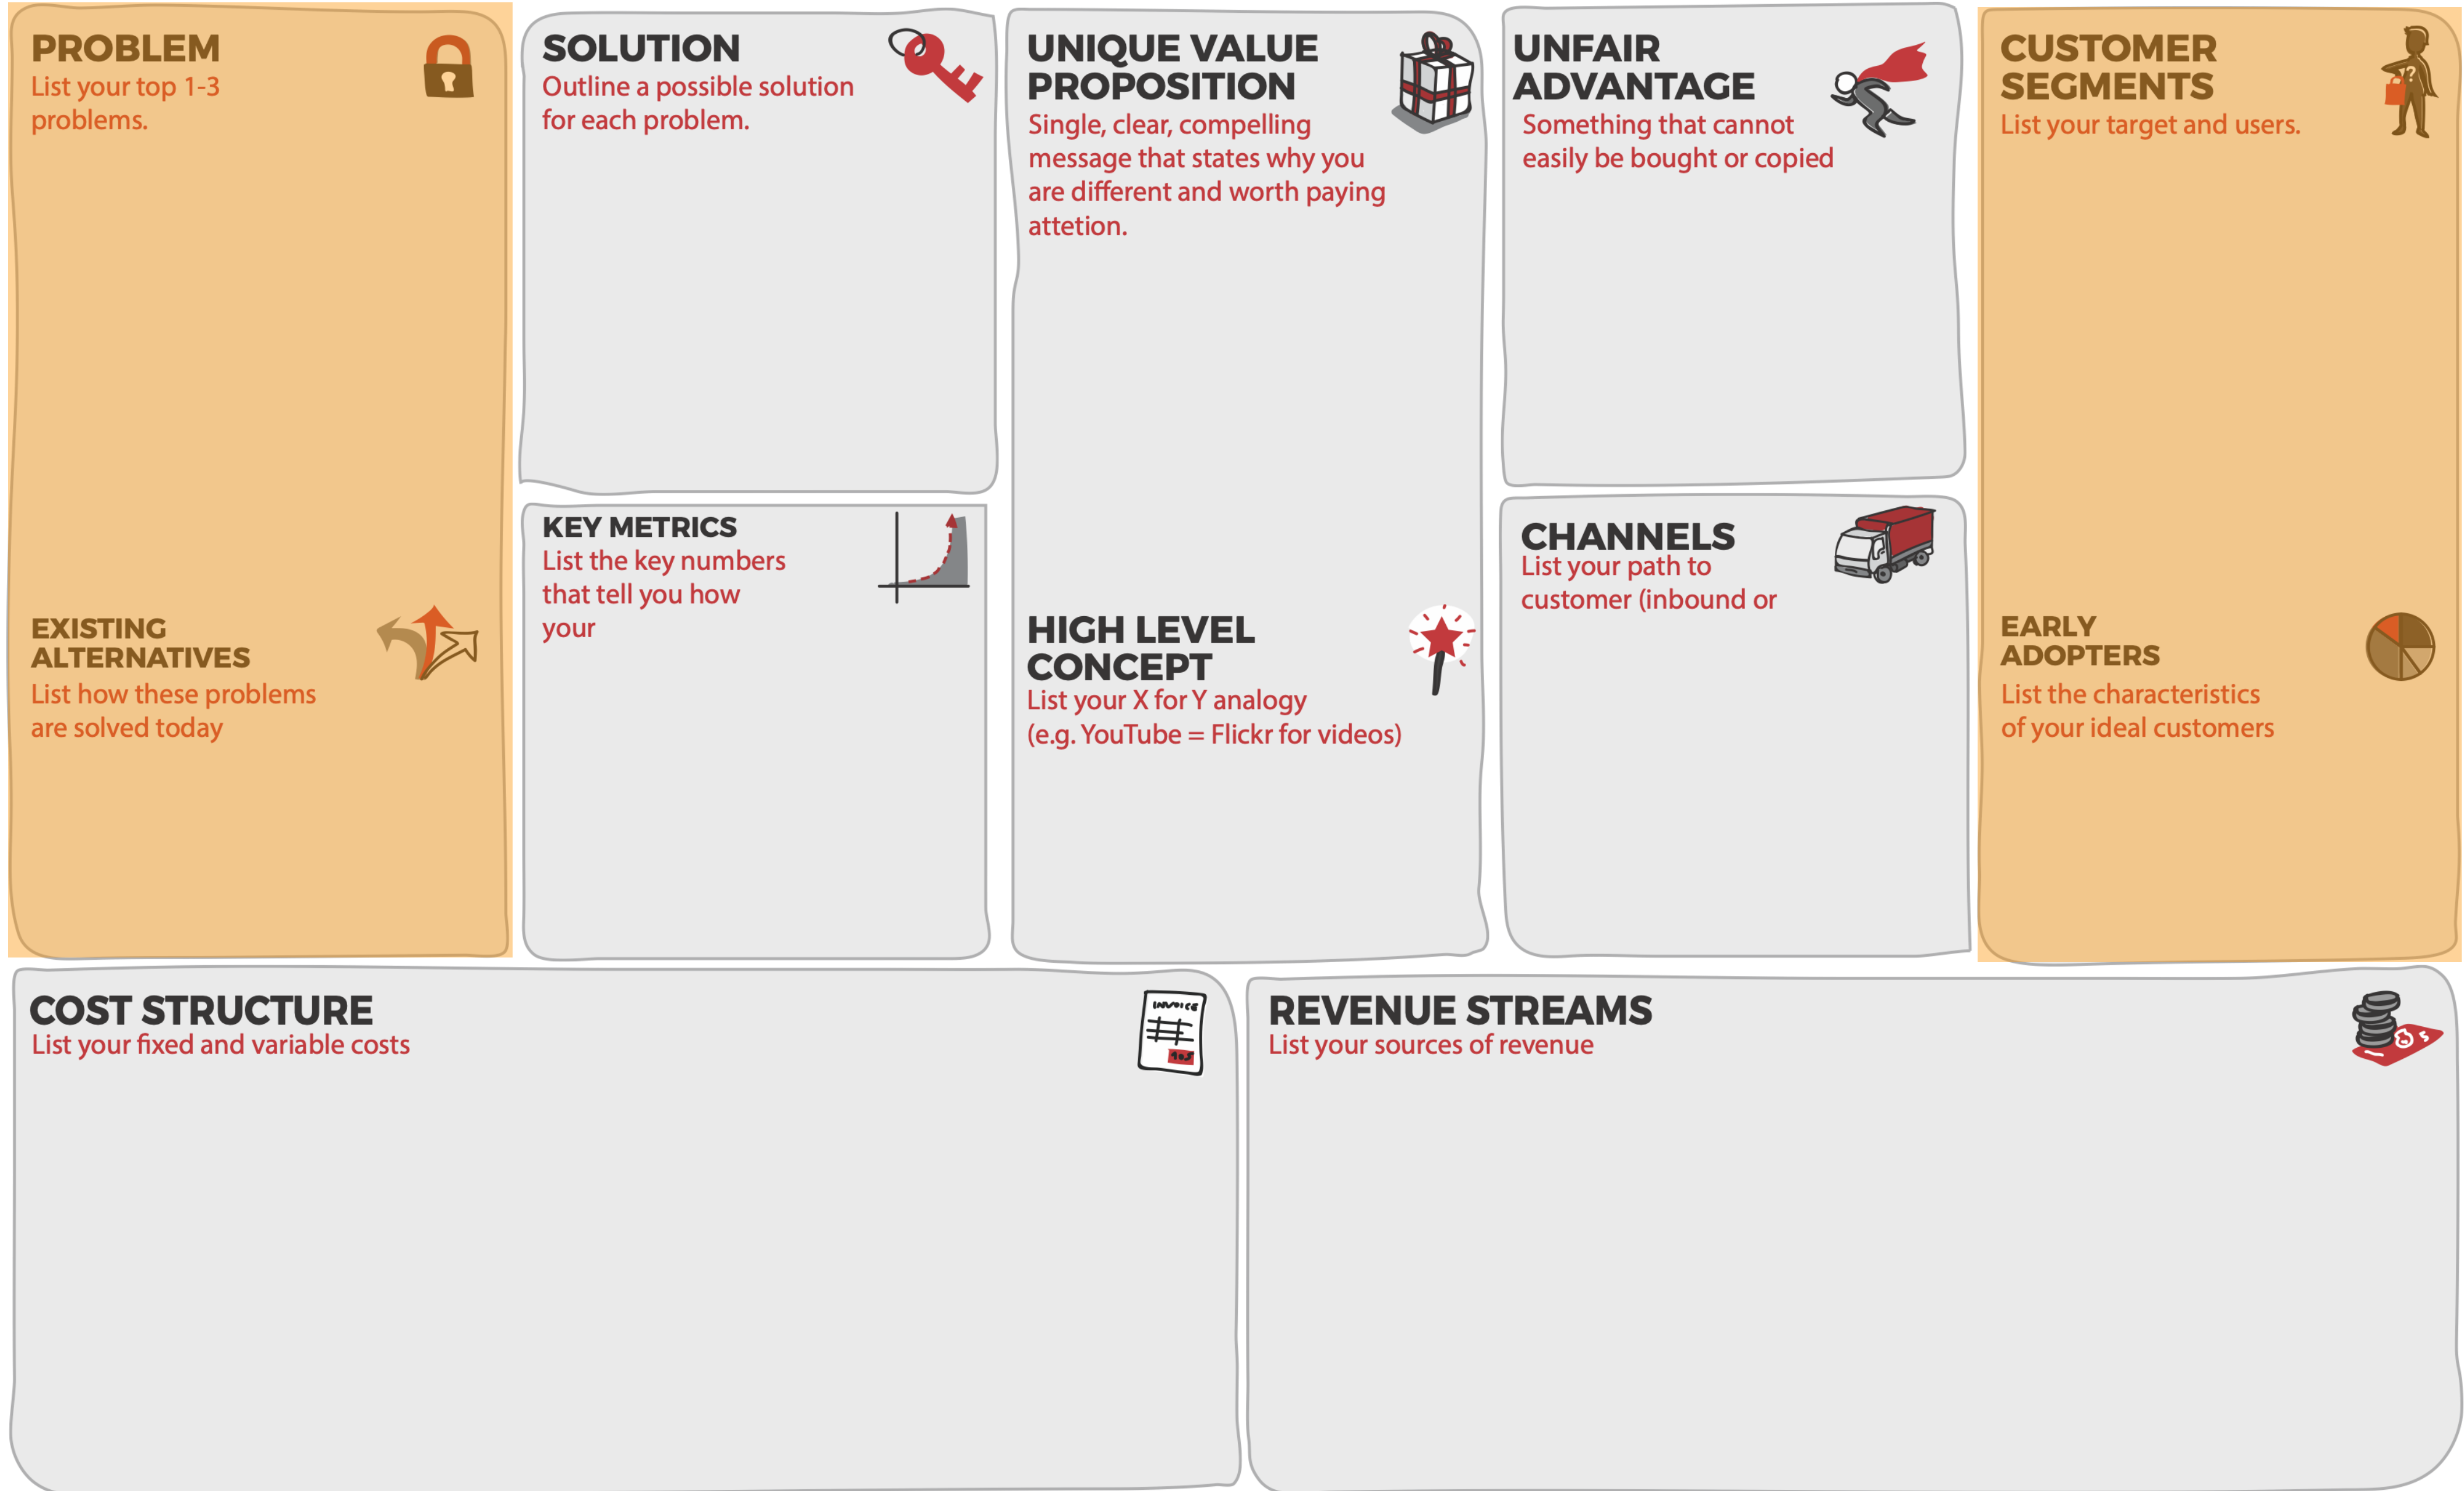 PROBLEM
List your top 1-3
problems.
EXISTING
ALTERNATIVES
List how these problems
are solved today
SOLUTION
Outline a possible solution
for each problem.
KEY METRICS
List the key numbers
that tell you how
your
UNIQUE VALUE
PROPOSITION
Single, clear, compelling
message that states why you
are different and worth paying
attetion.
HIGH LEVEL
CONCEPT
List your X for Y analogy
(e.g. YouTube = Flickr for videos)
UNFAIR
ADVANTAGE
Something that cannot
easily be bought or copied
CHANNELS
List your path to
customer (inbound or
CUSTOMER
SEGMENTS
List your target and users.
?
EARLY
ADOPTERS
List the characteristics
of your ideal customers
COST STRUCTURE
List your fixed and variable costs
INVOICE
REVENUE STREAMS
List your sources of revenue